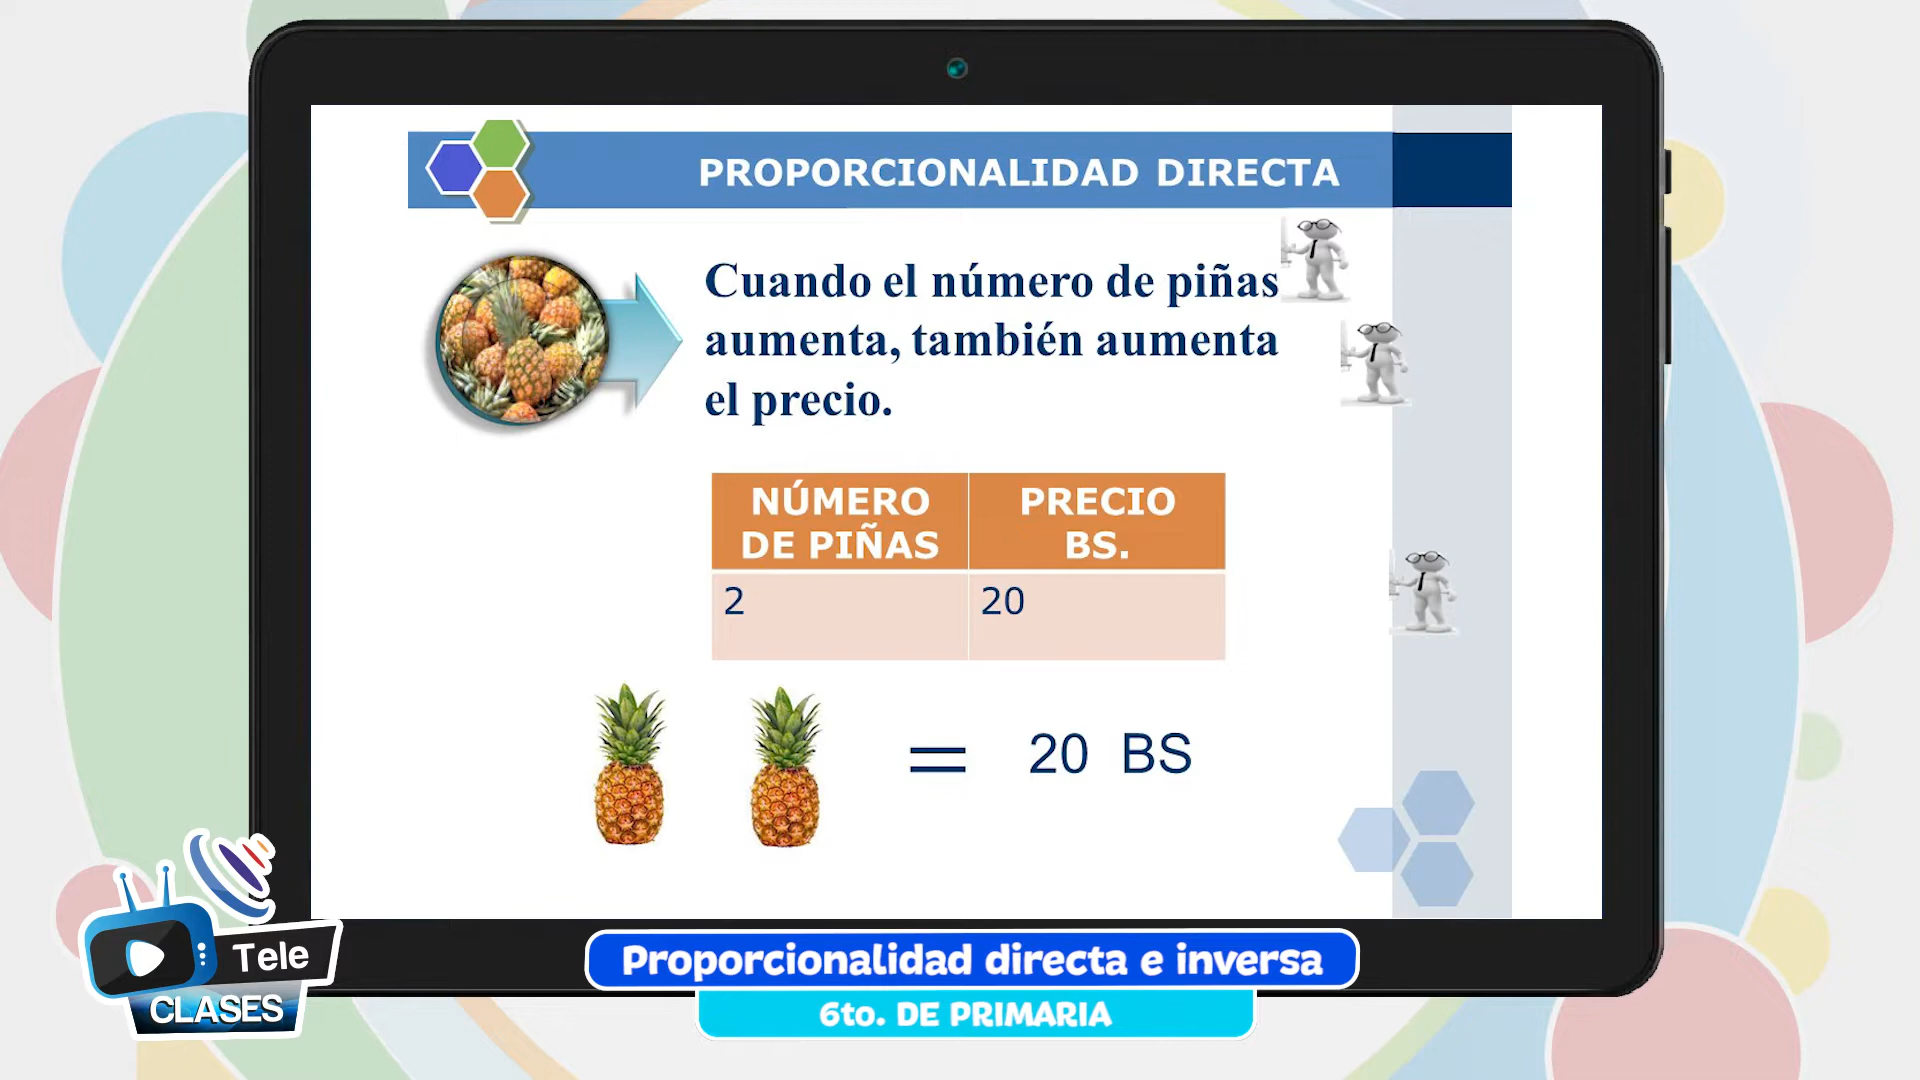 PROPORCIONALIDAD DIRECTA
Cuando el número de piñas
aumenta, también aumenta
el precio.
NÚMERO
DE PIÑAS
PRECIO
BS.
2
20
= 20 BS
Tele
CLASES
Proporcionalidad directa e inversa
6to. DE PRIMARIA